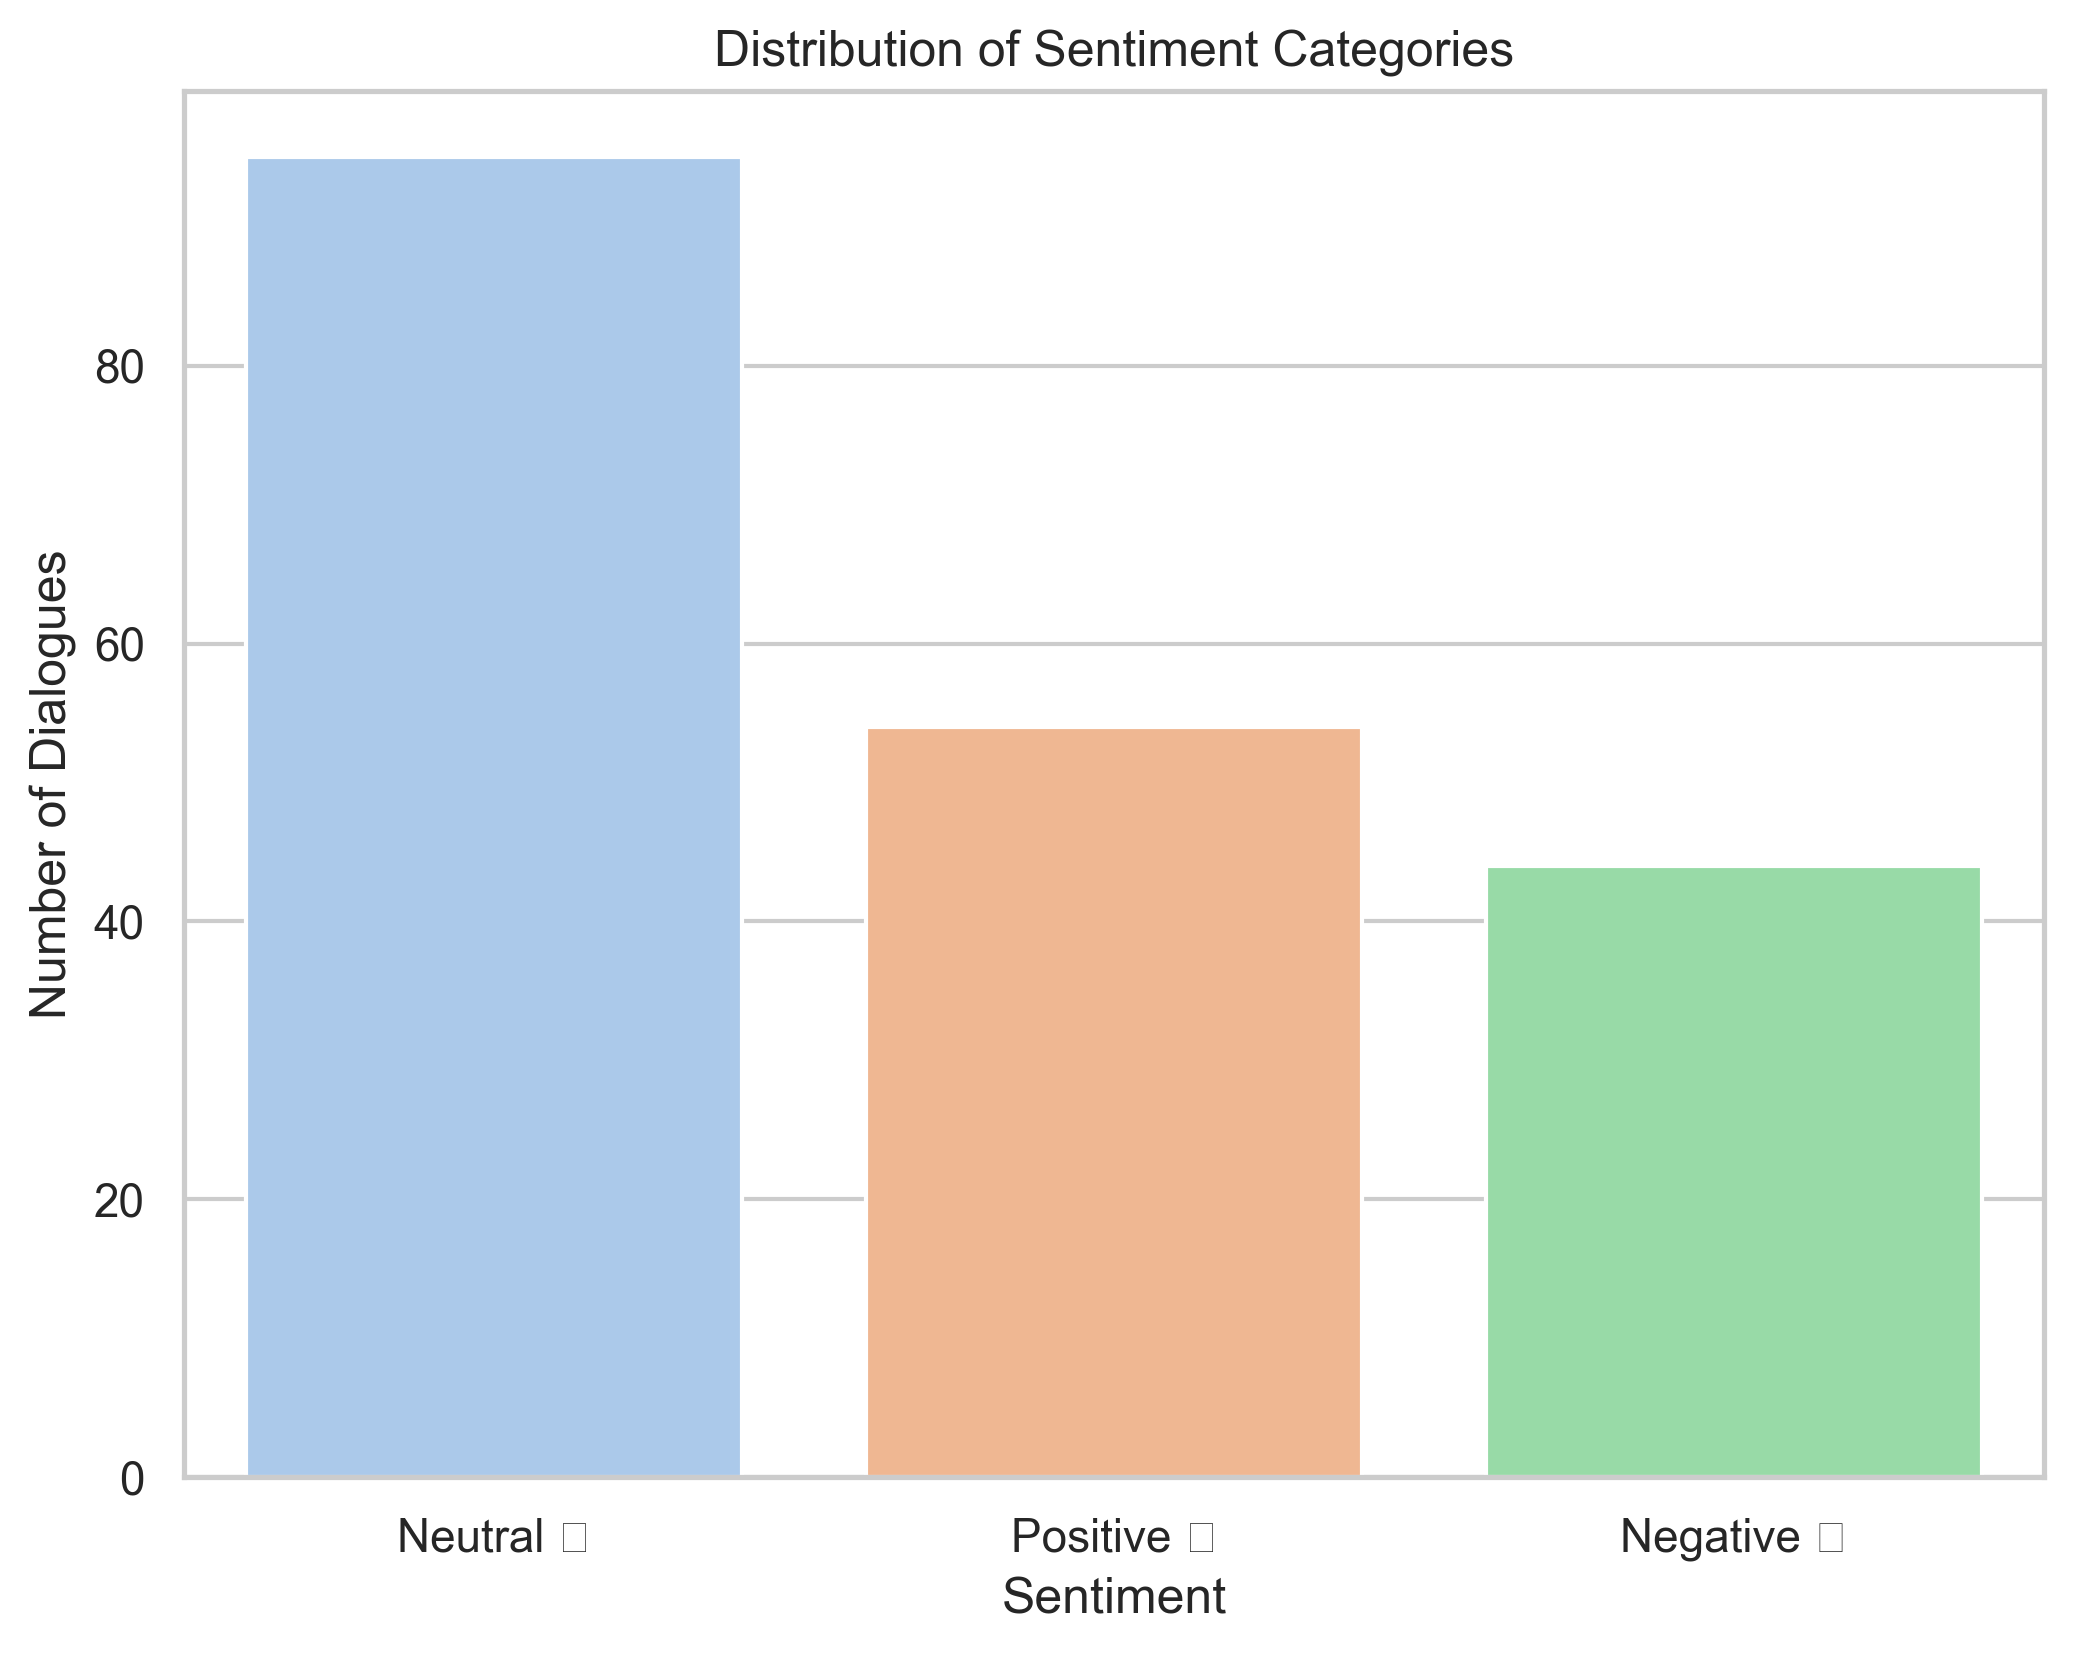 Distribution of Sentiment Categories
Number of Dialogues
80
60
40
20
0
Neutral □
Positive □
Negative □
Sentiment